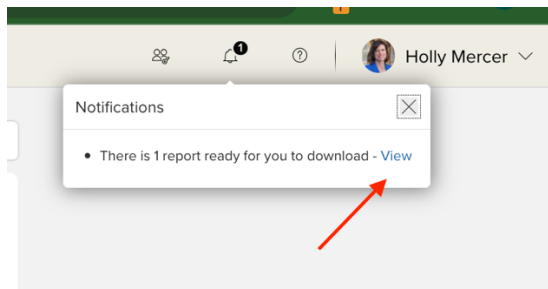 1
Holly Mercer
Notifications
• There is 1 report ready for you to download - View